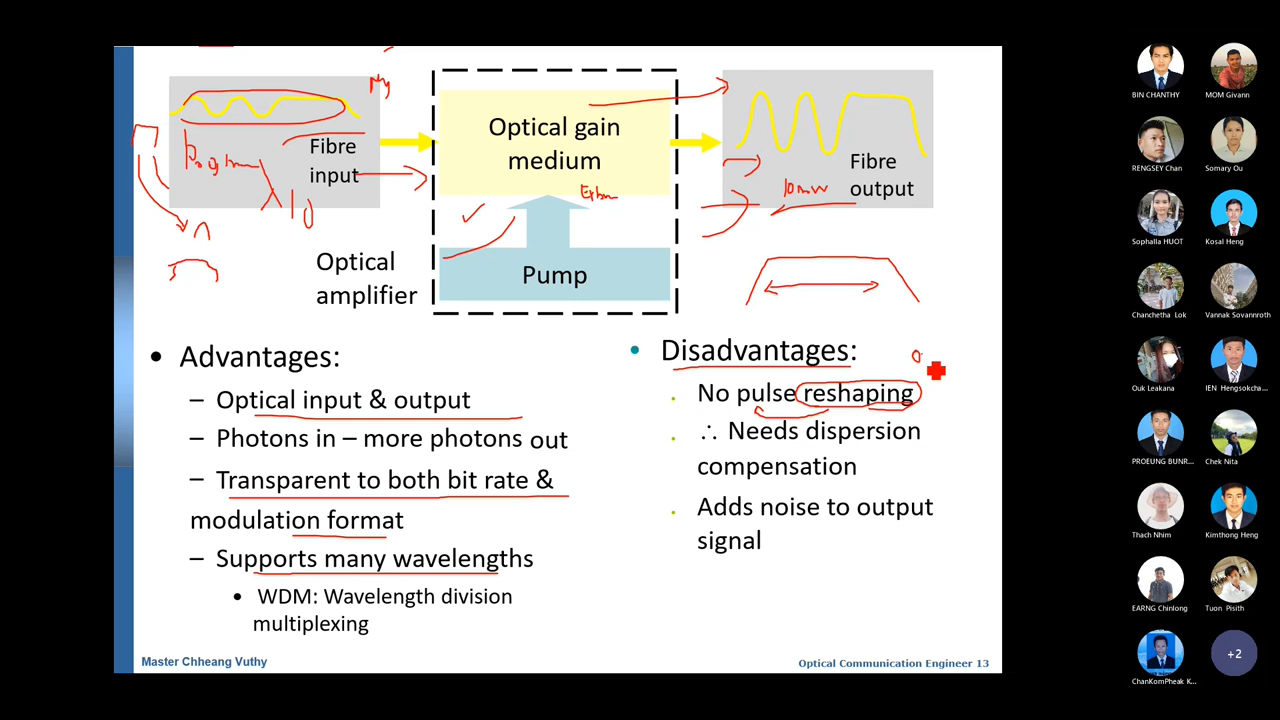 Fibre
input
Optical gain
medium
Fibre
output
10mw
10
Optical
amplifier
Pump
• Advantages:
– Optical input & output
– Photons in – more photons out
– Transparent to both bit rate &
modulation format
– Supports many wavelengths
• WDM: Wavelength division
multiplexing
• Disadvantages:
No pulse reshaping
∴ Needs dispersion
compensation
Adds noise to output
signal
Master Chheang Vuthy
Optical Communication Engineer 13
BIN CHANTHY
MOM Givann
RENGSEY Chan
Somary Ou
Sophalla HUOT
Kosal Heng
Chanchetha Lok
Vannak Sovannroth
Ouk Leakana
IEN Hengsokcha...
PROEUNG BUNR...
Chek Nita
Thach Nhim
Kimthong Heng
EARNG Chinlong
Tuon Pisith
ChanKomPheak K...
+2